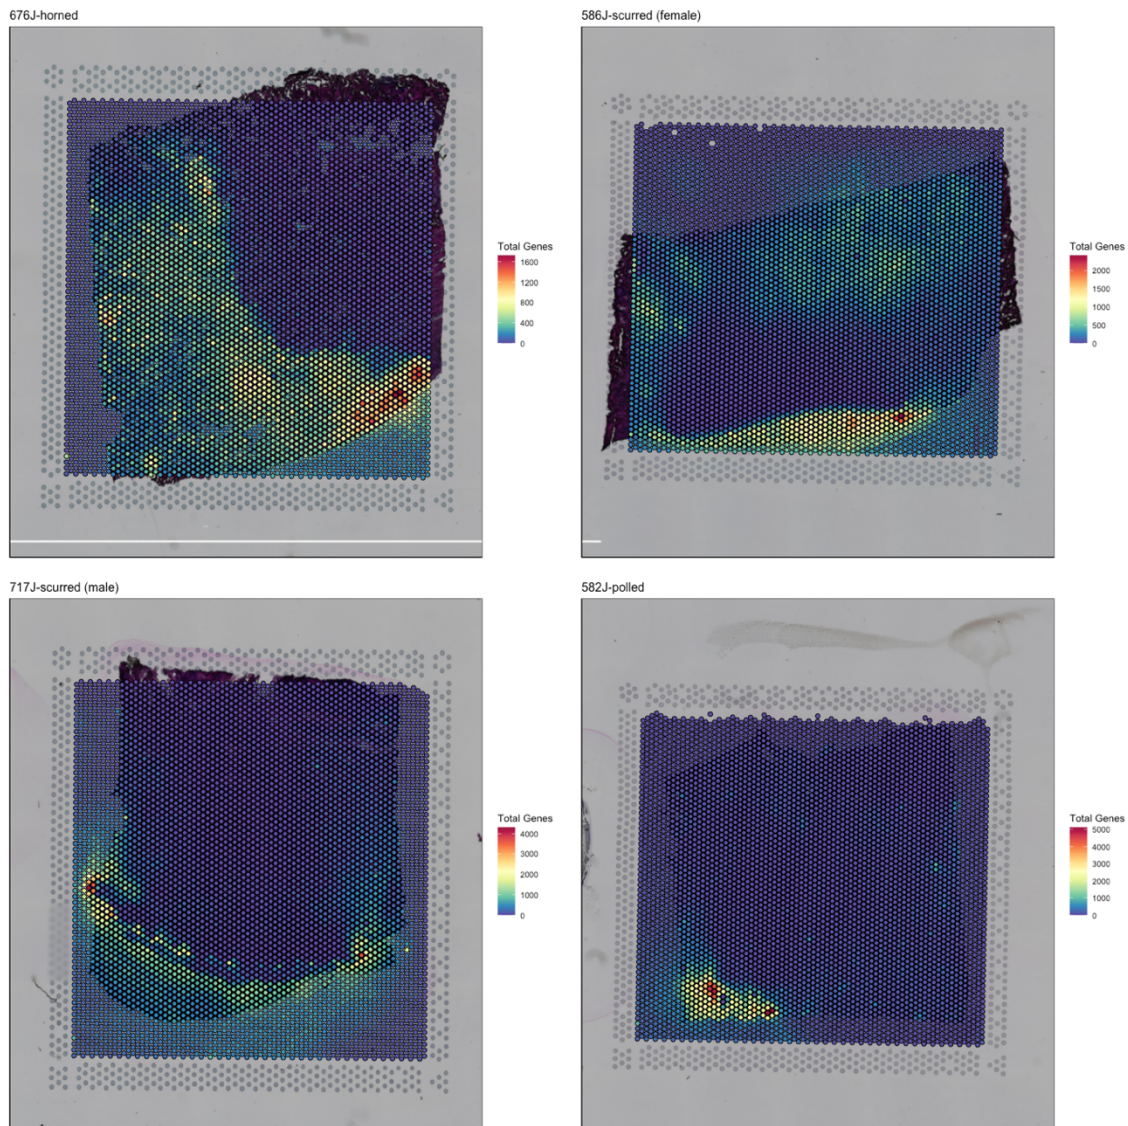 676J-horned
586J-scurred (female)
Total Genes
1600
1200
800
400
0
Total Genes
2000
1500
1000
500
0
717J-scurred (male)
582J-polled
Total Genes
4000
3000
2000
1000
0
Total Genes
5000
4000
3000
2000
1000
0